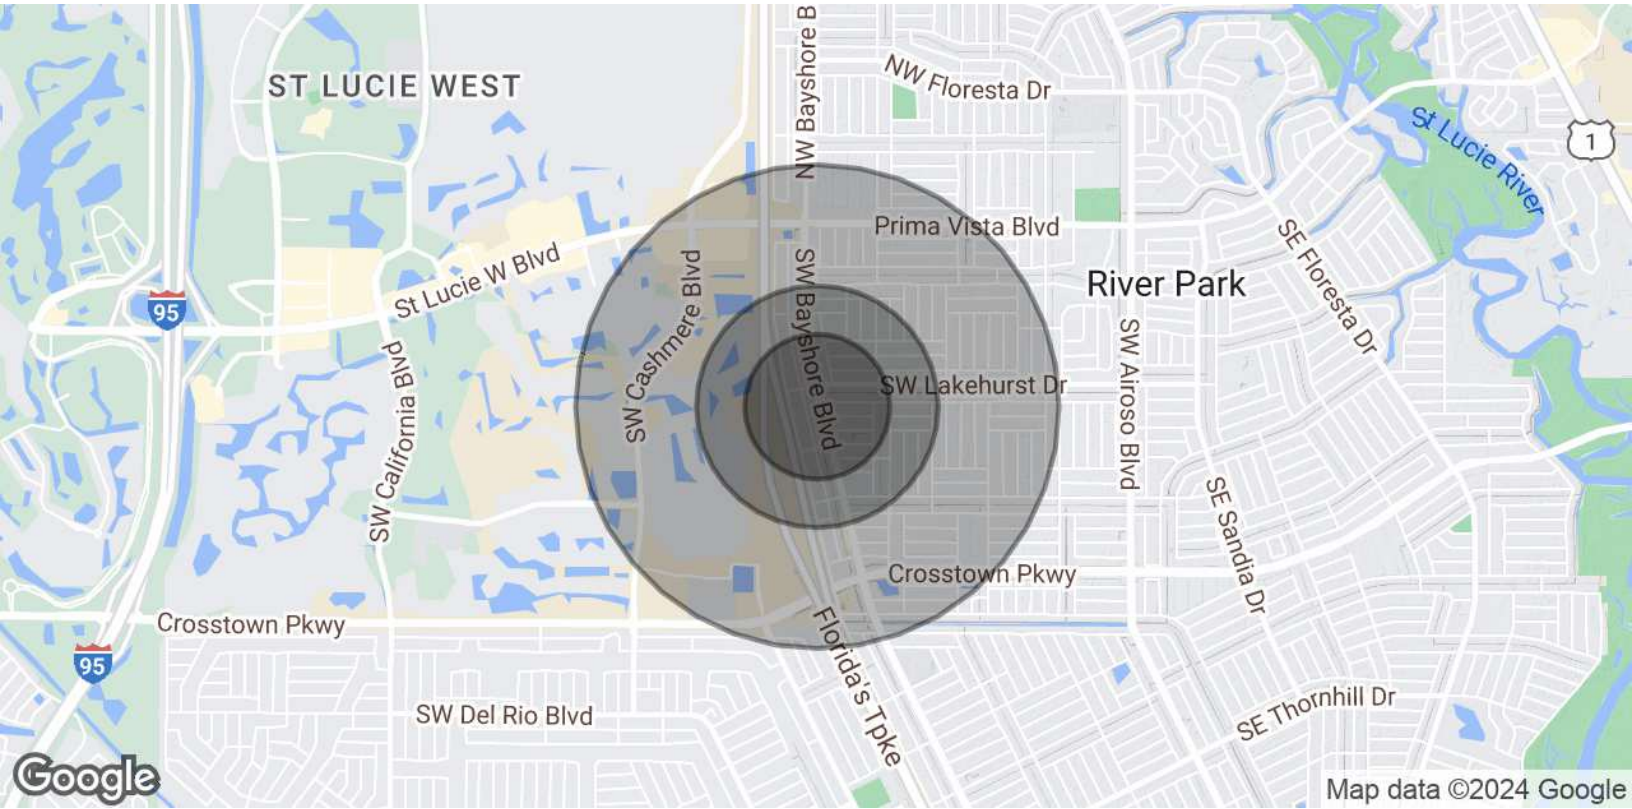 NW Bayshore B
ST LUCIE WEST
NW Floresta Dr
St Lucie River
1
Prima Vista Blvd
St Lucie W Blvd
SW Cashmere Blvd
SW Bayshore Blvd
SE Floresta Dr
River Park
95
SW California Blvd
SW Lakehurst Dr
SW Airoso Blvd
SE Sandia Dr
Crosstown Pkwy
Crosstown Pkwy
95
Florida's Tpke
SW Del Rio Blvd
SE Thornhill Dr
Google
Map data ©2024 Google